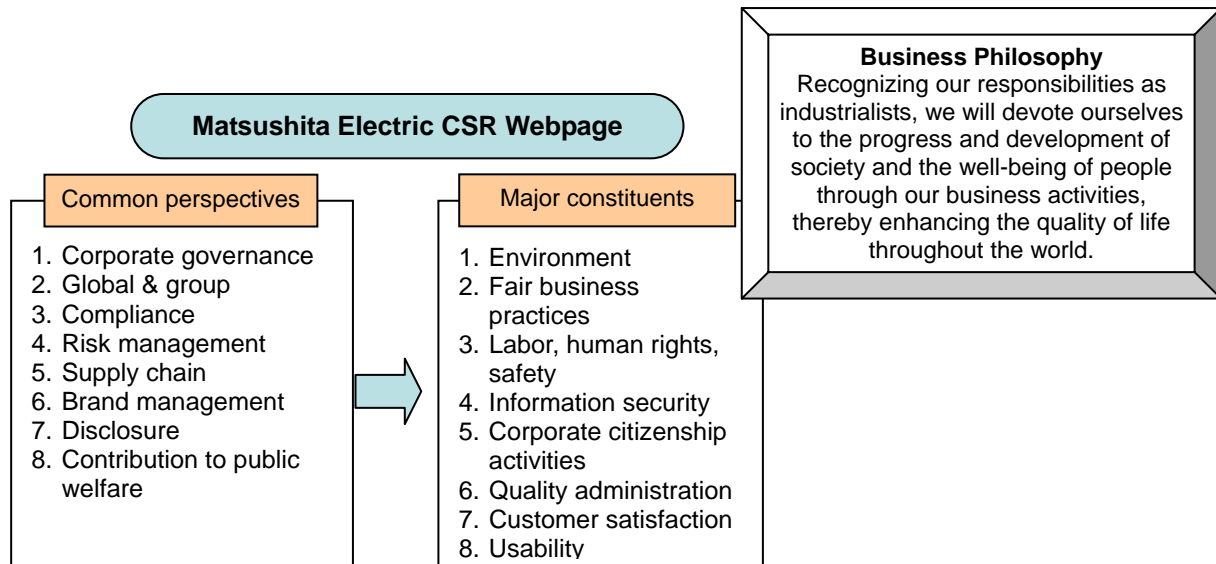 Business Philosophy
Recognizing our responsibilities as
industrialists, we will devote ourselves
to the progress and development of
society and the well-being of people
through our business activities,
thereby enhancing the quality of life
throughout the world.
Matsushita Electric CSR Webpage
Common perspectives
1. Corporate governance
2. Global & group
3. Compliance
4. Risk management
5. Supply chain
6. Brand management
7. Disclosure
8. Contribution to public
welfare
Major constituents
1. Environment
2. Fair business
practices
3. Labor, human rights,
safety
4. Information security
5. Corporate citizenship
activities
6. Quality administration
7. Customer satisfaction
8. Usability